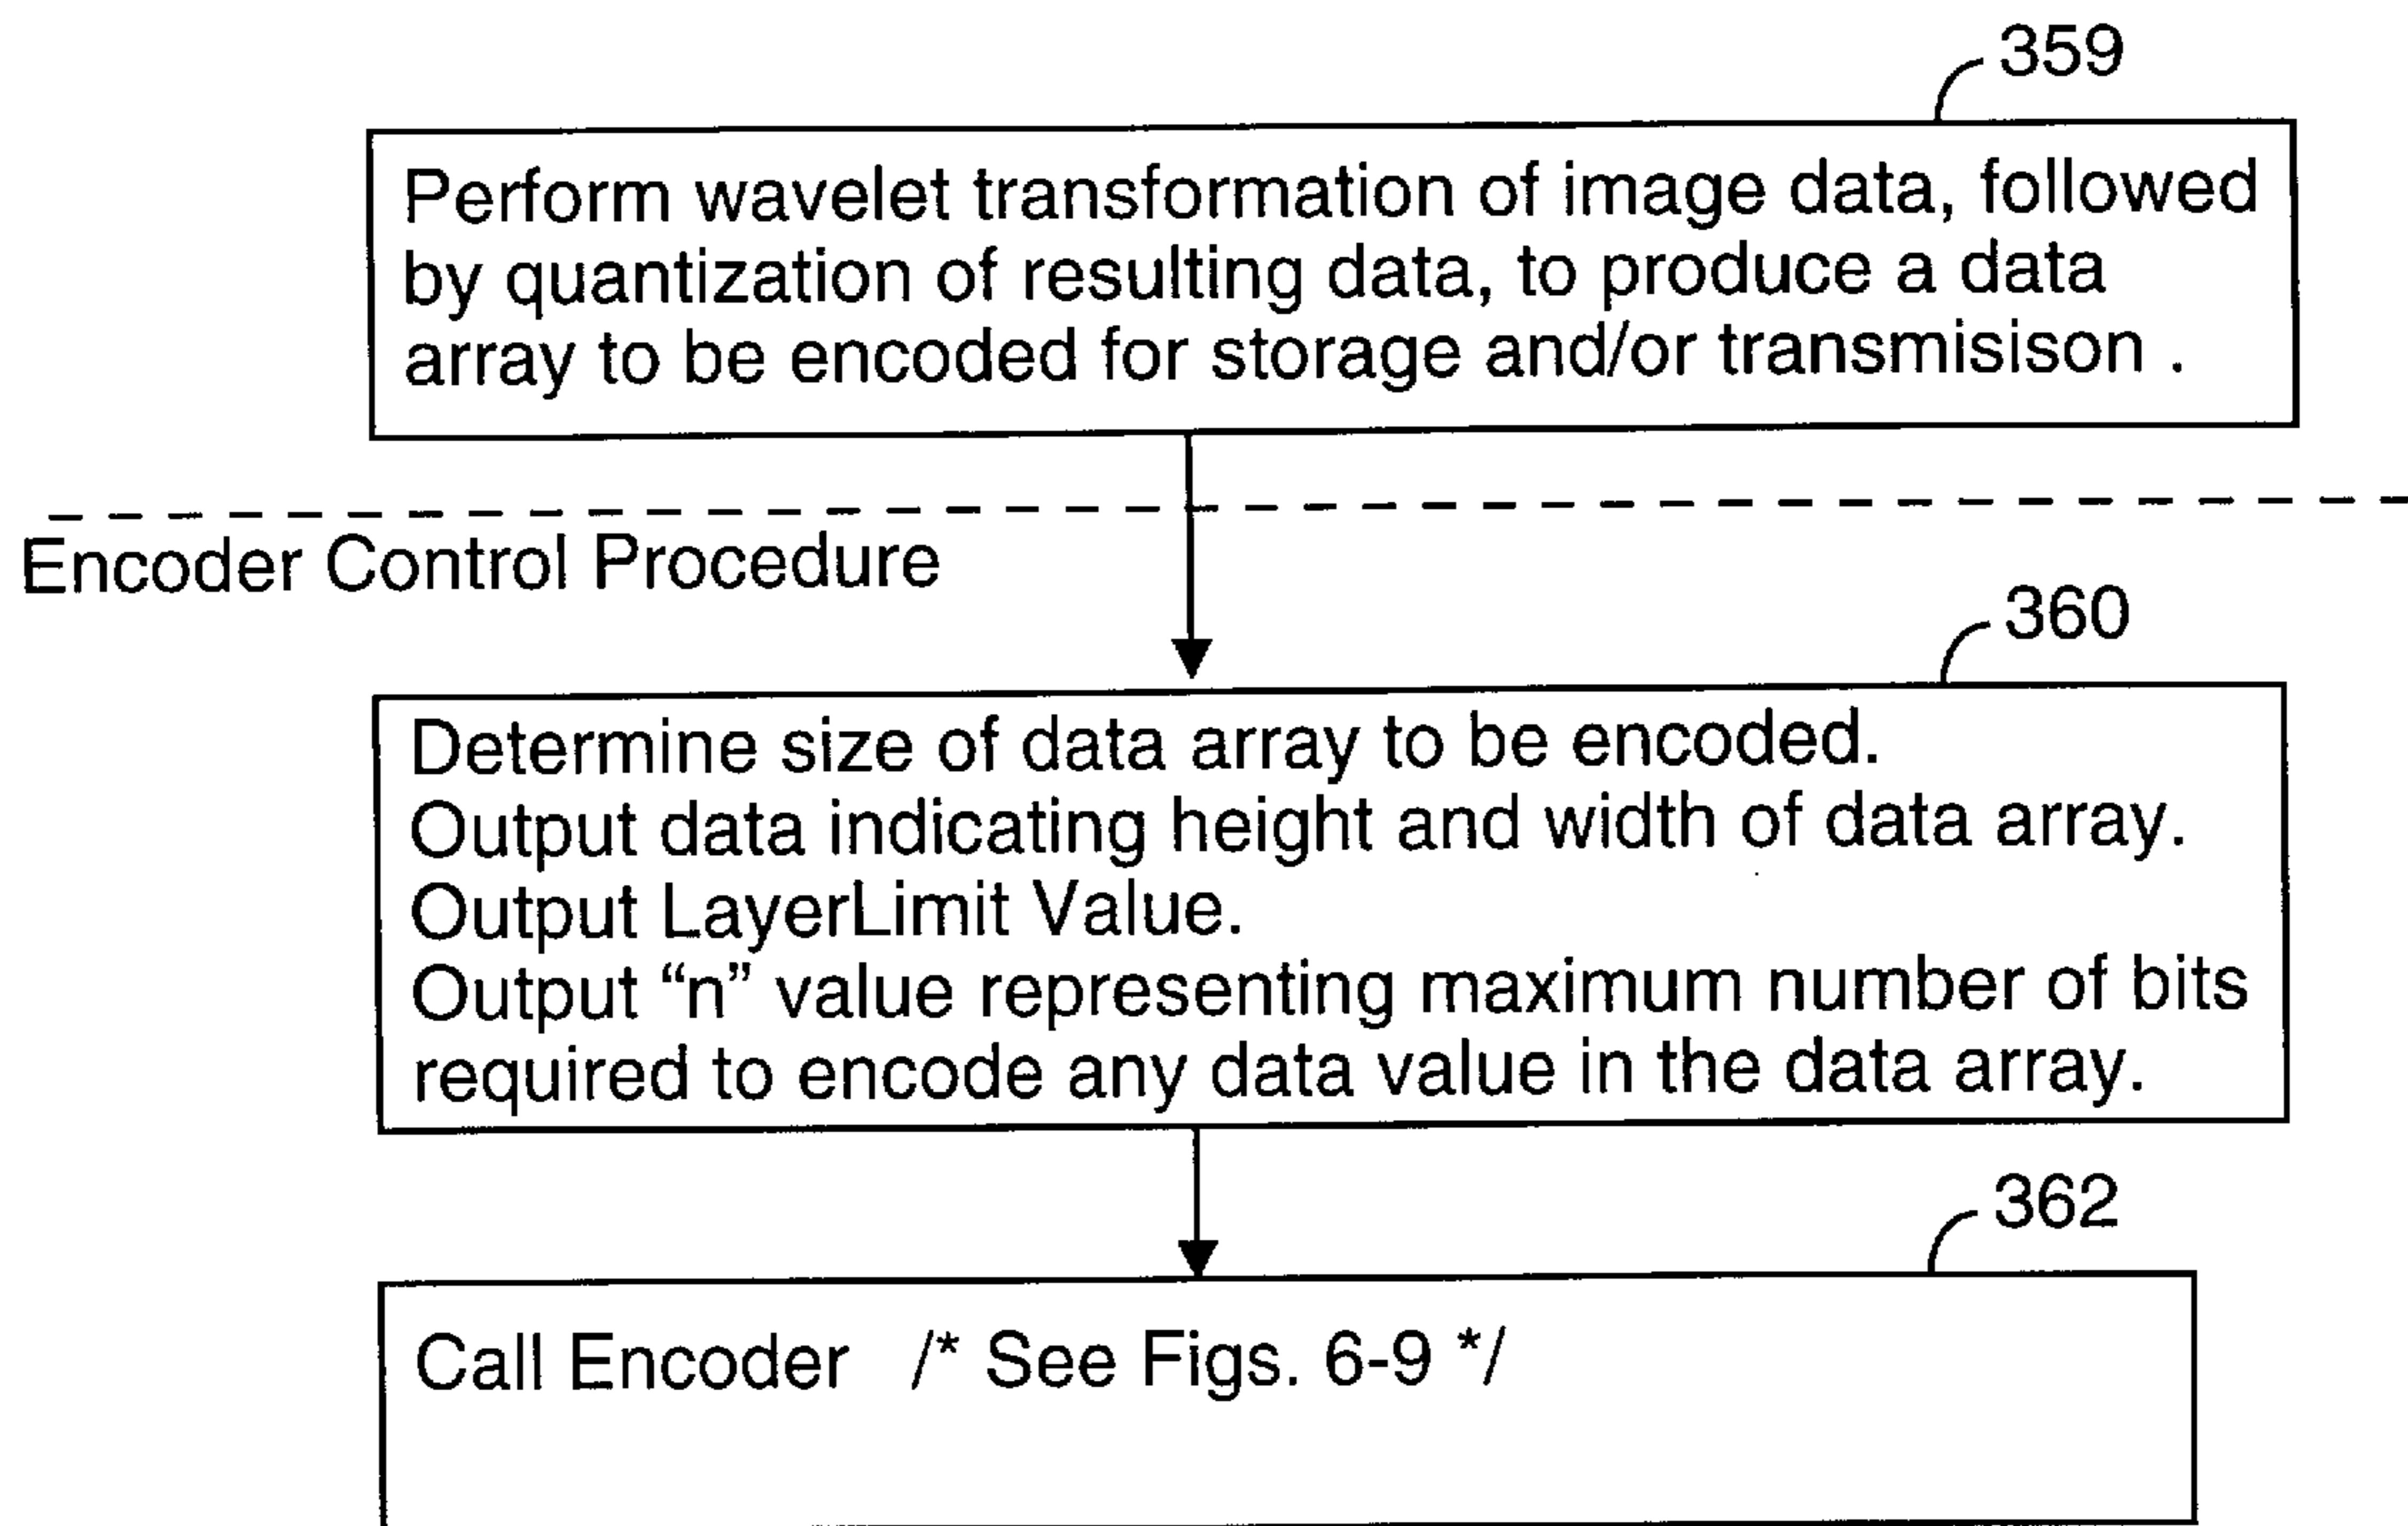 359
Perform wavelet transformation of image data, followed
by quantization of resulting data, to produce a data
array to be encoded for storage and/or transmisison .
Encoder Control Procedure
360
Determine size of data array to be encoded.
Output data indicating height and width of data array.
Output LayerLimit Value.
Output “n” value representing maximum number of bits
required to encode any data value in the data array.
362
Call Encoder /* See Figs. 6-9 */